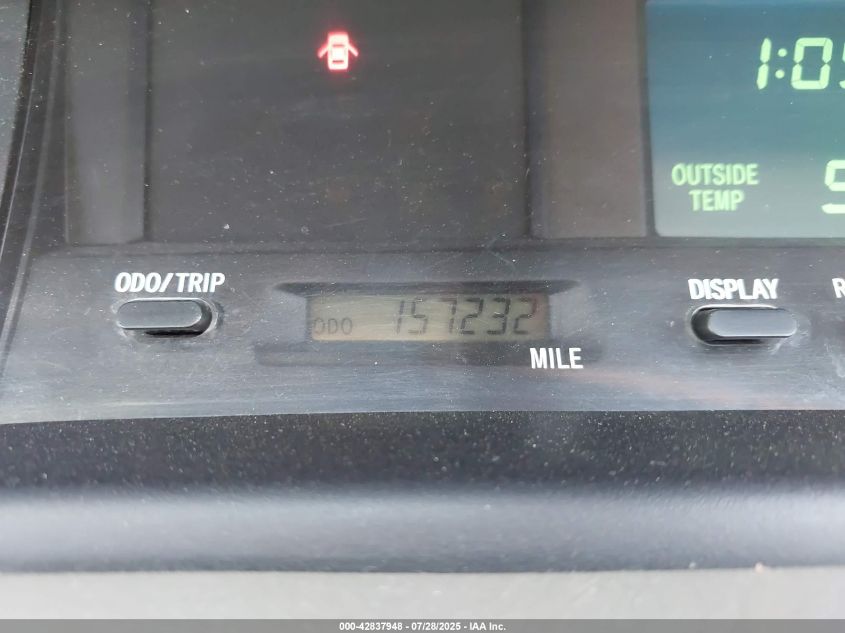 1:05
OUTSIDE
TEMP
ODO/TRIP
DISPLAY
ODO 157232
MILE
000-42837948 - 07/28/2025 - IAA Inc.